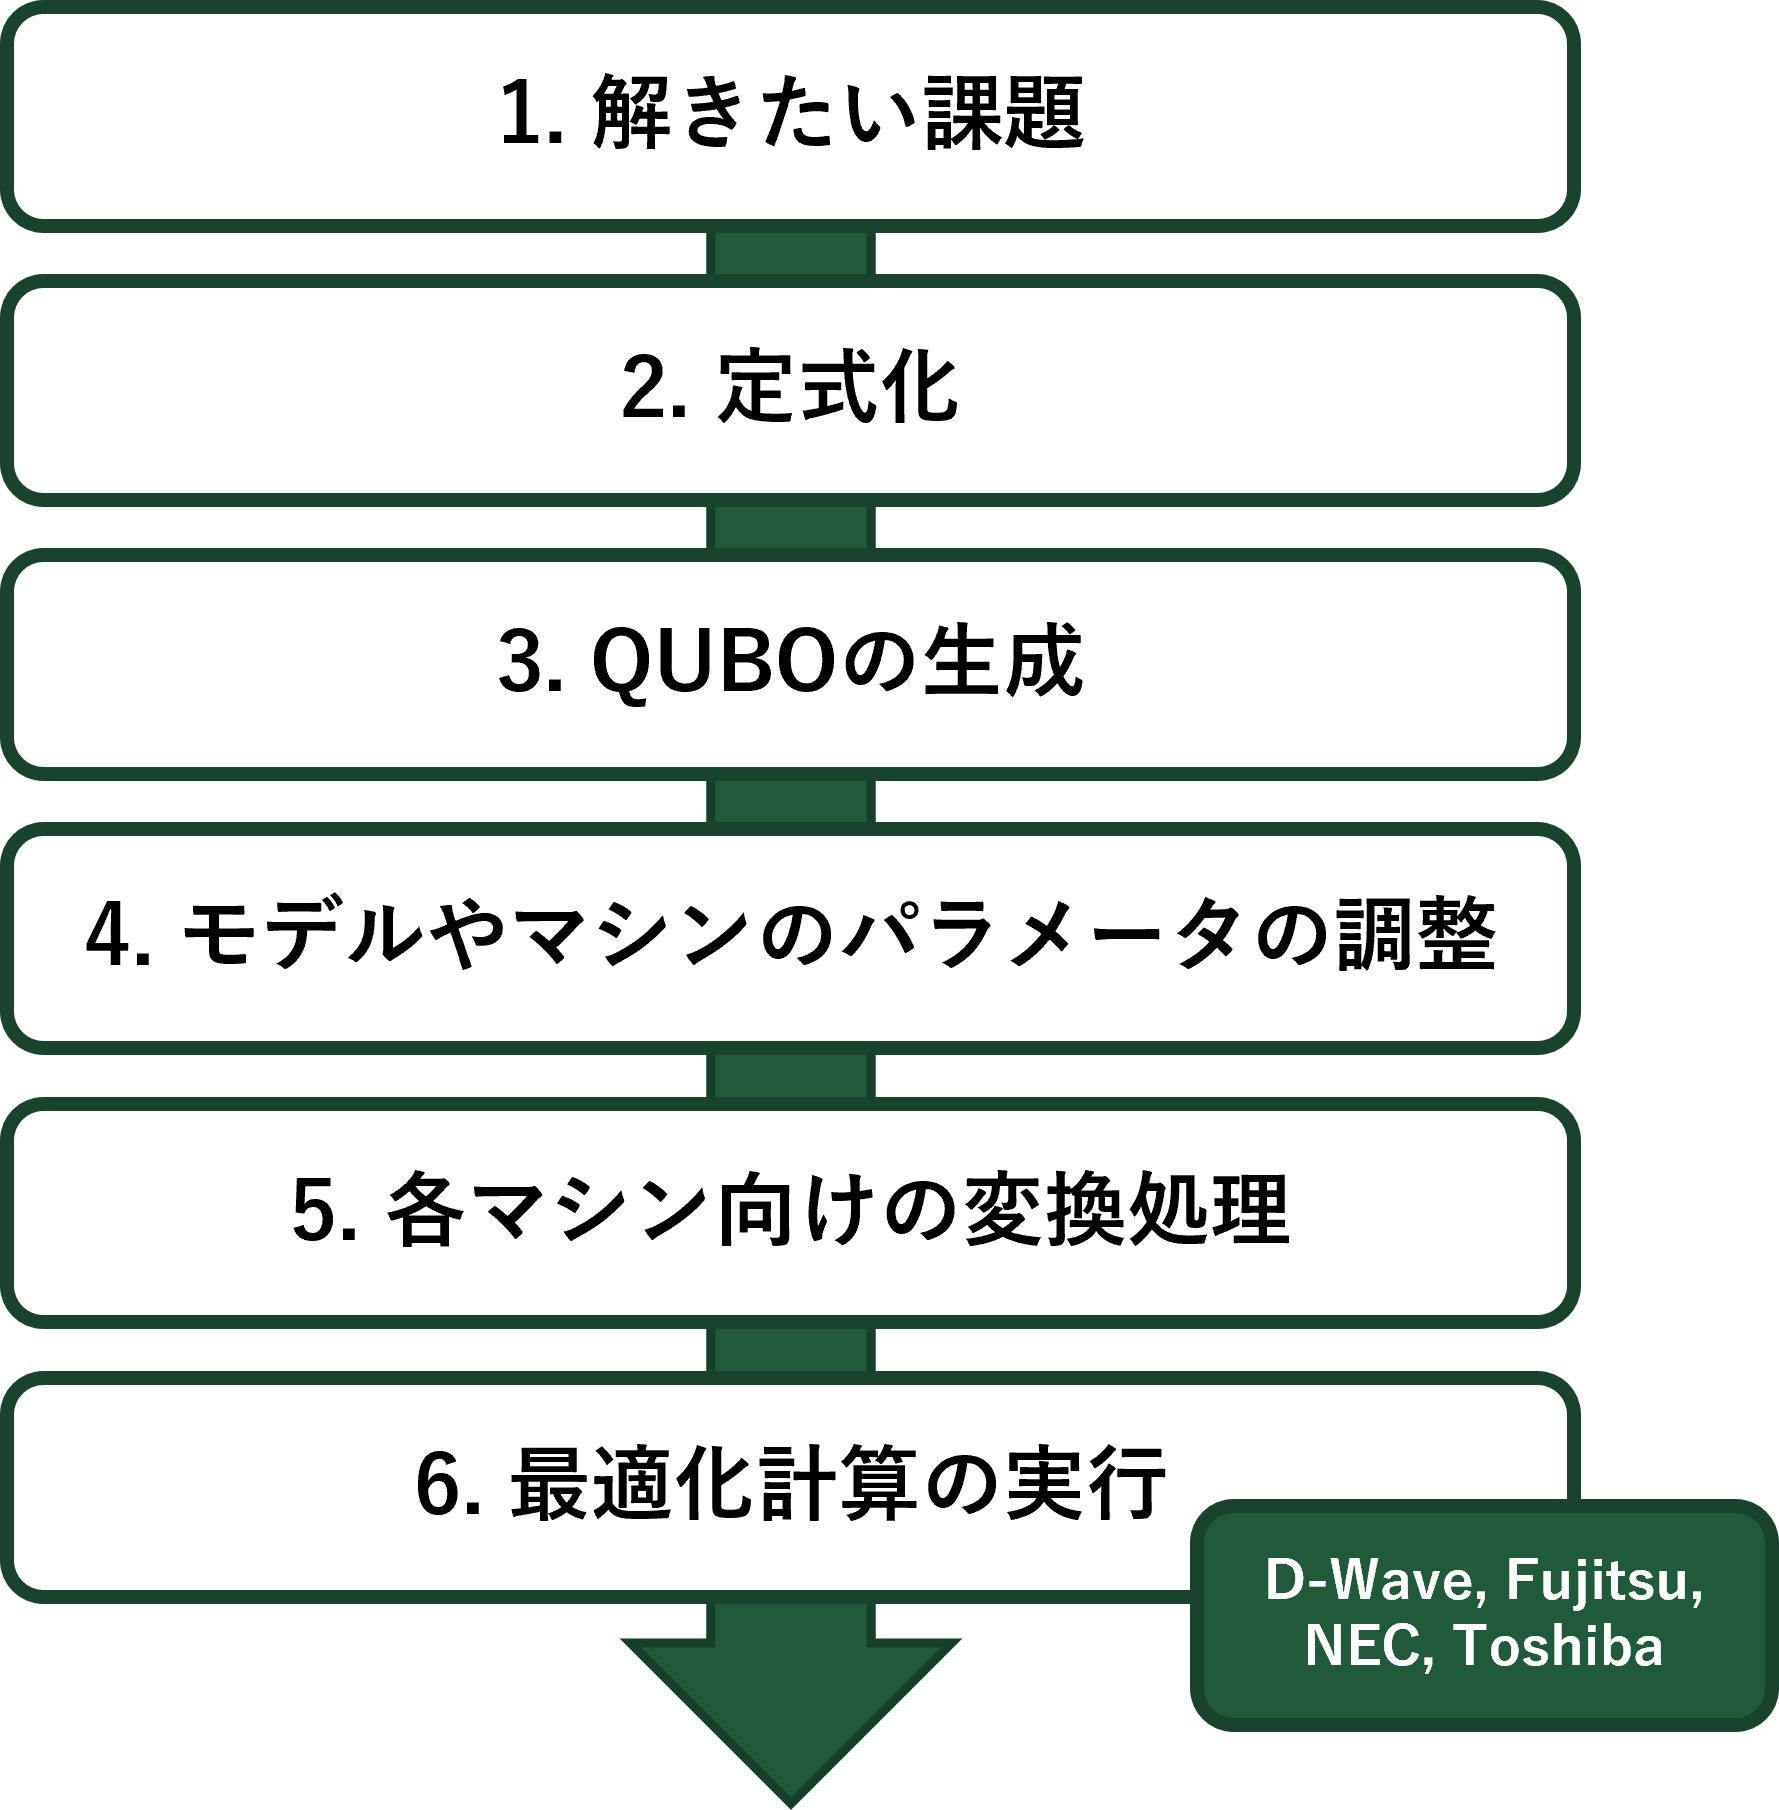 1. 解きたい課題
2. 定式化
3. QUBOの生成
4. モデルやマシンのパラメータの調整
5. 各マシン向けの変換処理
6. 最適化計算の実行
D-Wave, Fujitsu,
NEC, Toshiba